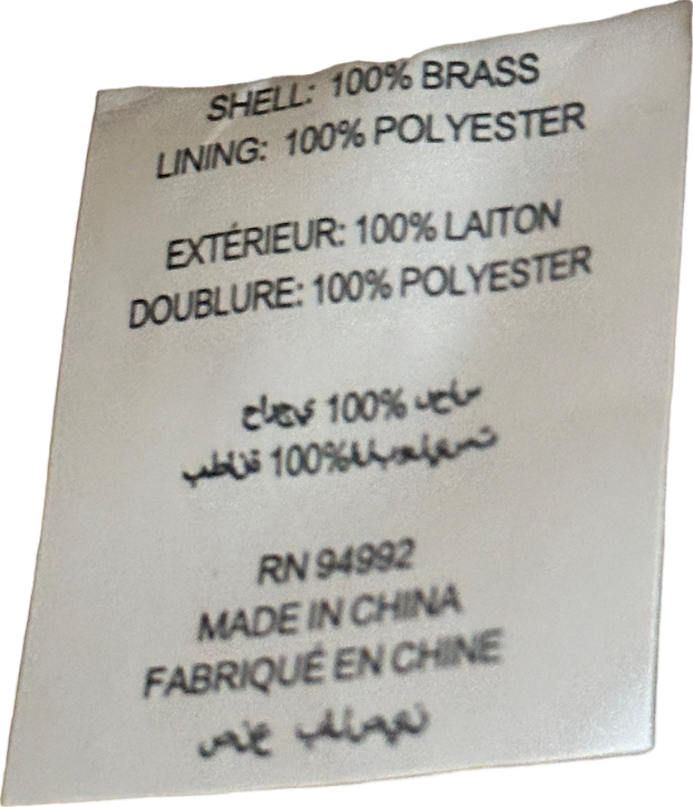 SHELL: 100% BRASS
LINING: 100% POLYESTER
EXTÉRIEUR: 100% LAITON
DOUBLURE: 100% POLYESTER
100%
100%
RN 94992
MADE IN CHINA
FABRIQUÉ EN CHINE